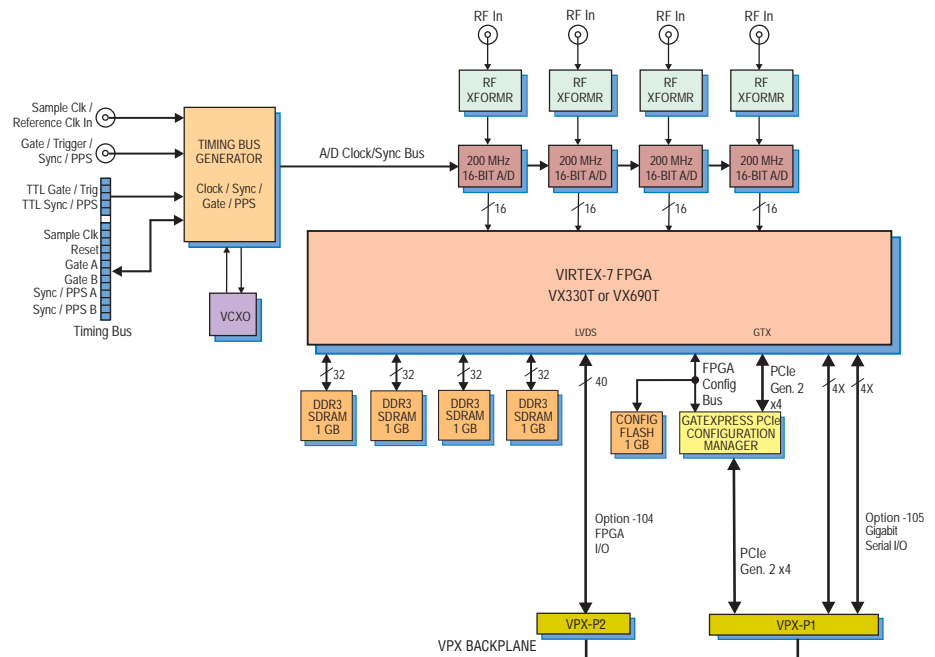 RF In
RF In
RF In
RF In
RF
XFORMR
RF
XFORMR
RF
XFORMR
RF
XFORMR
Sample Clk /
Reference Clk In
Gate / Trigger /
Sync / PPS
TTL Gate / Trig
TTL Sync / PPS
Sample Clk
Reset
Gate A
Gate B
Sync / PPS A
Sync / PPS B
Timing Bus
TIMING BUS
GENERATOR
Clock / Sync /
Gate / PPS
VCXO
A/D Clock/Sync Bus
200 MHz
16-BIT A/D
200 MHz
16-BIT A/D
200 MHz
16-BIT A/D
200 MHz
16-BIT A/D
16
16
16
16
VIRTEX-7 FPGA
VX330T or VX690T
LVDS
GTX
32
32
32
32
40
FPGA
Config
Bus
PCIe
Gen. 2
x4
4X
4X
DDR3
SDRAM
1 GB
DDR3
SDRAM
1 GB
DDR3
SDRAM
1 GB
DDR3
SDRAM
1 GB
CONFIG
FLASH
1 GB
GATEXPRESS PCIe
CONFIGURATION
MANAGER
Option -104
FPGA
I/O
PCIe
Gen. 2 x4
Option -105
Gigabit
Serial I/O
VPX-P2
VPX-P1
VPX BACKPLANE